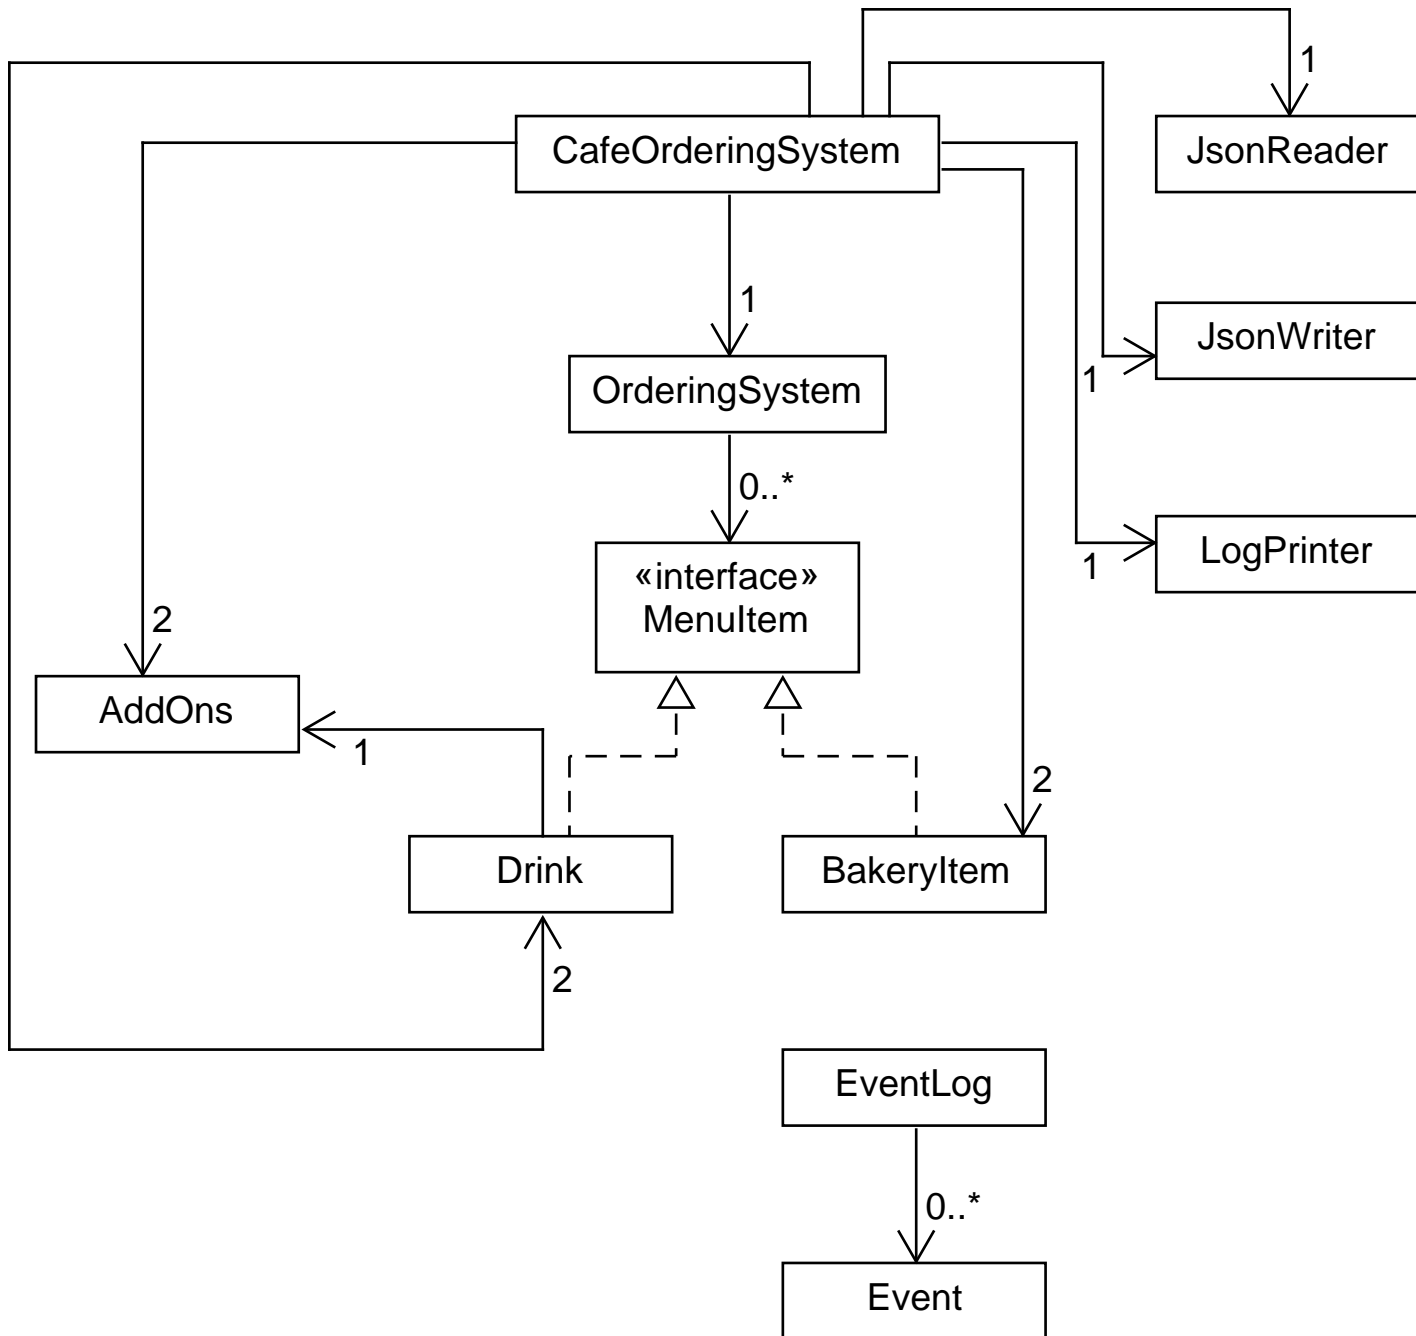 1
CafeOrderingSystem
JsonReader
1
JsonWriter
1
OrderingSystem
0..*
LogPrinter
1
«interface»
MenuItem
2
AddOns
1
2
Drink
BakeryItem
2
EventLog
0..*
Event